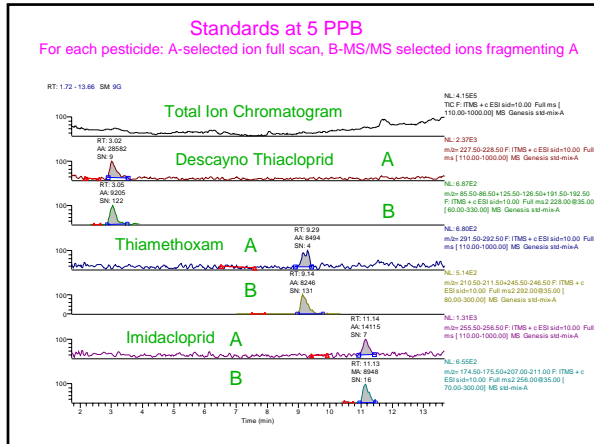 Standards at 5 PPB
For each pesticide: A-selected ion full scan, B-MS/MS selected ions fragmenting A
RT: 1.72 - 13.66 SM: 9G
NL: 4.15E5
TIC F: ITMS + c ESI sid=10.00 Full ms [
110.00-1000.00] MS Genesis std-mix-A
100
Total Ion Chromatogram
RT: 3.02
AA: 28582
SN: 9
NL: 2.37E3
m/z= 227.50-228.50 F: ITMS + c ESI sid=10.00 Full
ms [110.00-1000.00] MS Genesis std-mix-A
100
Descayno Thiacloprid A
RT: 3.05
AA: 9205
SN: 122
NL: 6.87E2
m/z= 85.50-86.50+125.50-126.50+191.50-192.50
F: ITMS + c ESI sid=10.00 Full ms2 228.00@35.00 [
60.00-330.00] MS Genesis std-mix-A
100
B
RT: 9.29
AA: 8494
SN: 4
NL: 6.80E2
m/z= 291.50-292.50 F: ITMS + c ESI sid=10.00 Full
ms [110.00-1000.00] MS Genesis std-mix-A
Thiamethoxam A
100
RT: 9.14
AA: 8246
SN: 131
NL: 5.14E2
m/z= 210.50-211.50+245.50-246.50 F: ITMS + c
ESI sid=10.00 Full ms2 292.00@35.00 [
80.00-300.00] MS Genesis std-mix-A
B
100
0
RT: 11.14
AA: 14115
SN: 7
NL: 1.31E3
m/z= 255.50-256.50 F: ITMS + c ESI sid=10.00 Full
ms [110.00-1000.00] MS Genesis std-mix-A
Imidacloprid A
100
RT: 11.13
MA: 8948
SN: 16
NL: 6.55E2
m/z= 174.50-175.50+207.00-211.00 F: ITMS + c
ESI sid=10.00 Full ms2 256.00@35.00 [
70.00-300.00] MS Genesis std-mix-A
B
100
2 3 4 5 6 7 8 9 10 11 12 13
Time (min)